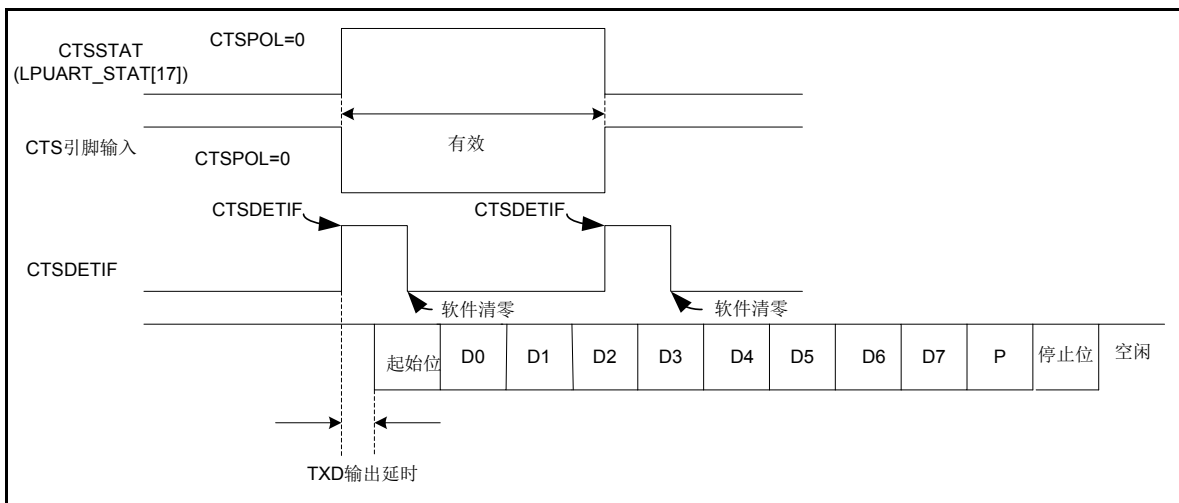 CTSSTAT
(LPUART_STAT[17])
CTSPOL=0
有效
CTS引脚输入
CTSPOL=0
CTSDETIF
CTSDETIF
CTSDETIF
软件清零
软件清零
起始位 D0 D1 D2 D3 D4 D5 D6 D7 P 停止位 空闲
TXD输出延时